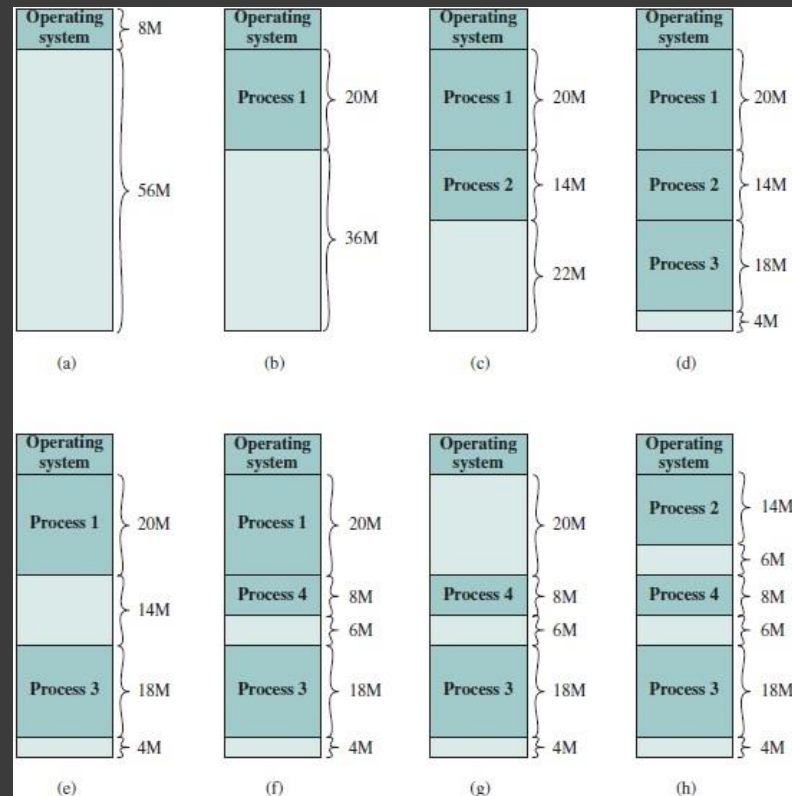 Operating
system
8M
56M
(a)
Operating
system
Process 1
20M
36M
(b)
Operating
system
Process 1
20M
Process 2
14M
22M
(c)
Operating
system
Process 1
20M
Process 2
14M
Process 3
18M
4M
(d)
Operating
system
Process 1
20M
14M
Process 3
18M
4M
(e)
Operating
system
Process 1
20M
Process 4
8M
6M
Process 3
18M
4M
(f)
Operating
system
20M
Process 4
8M
6M
Process 3
18M
4M
(g)
Operating
system
Process 2
14M
6M
Process 4
8M
6M
Process 3
18M
4M
(h)